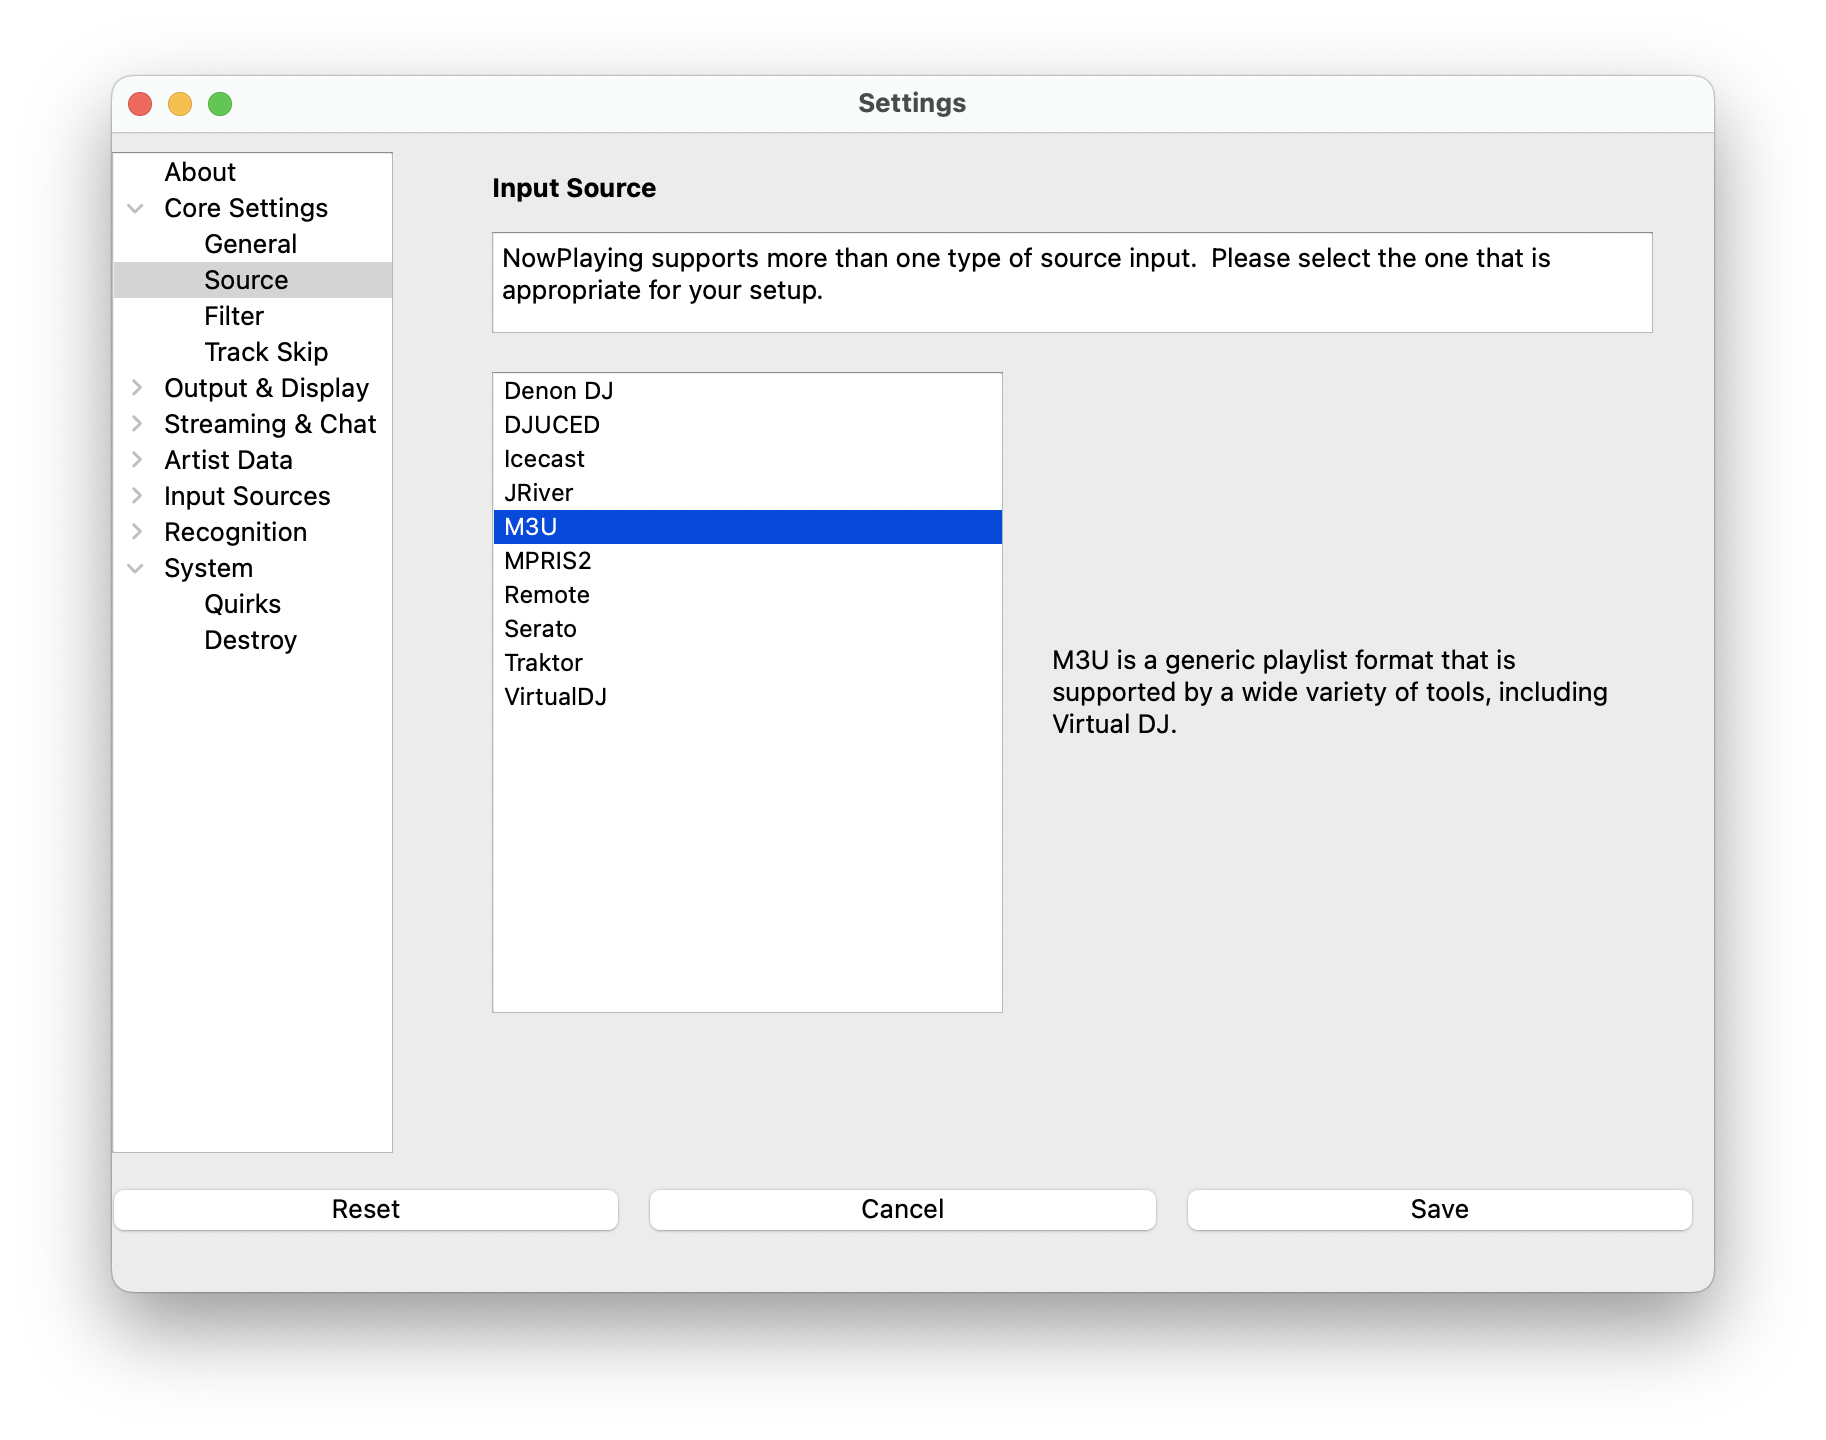 Settings
About
Core Settings
General
Source
Filter
Track Skip
Output & Display
Streaming & Chat
Artist Data
Input Sources
Recognition
System
Quirks
Destroy
Input Source
NowPlaying supports more than one type of source input.  Please select the one that is
appropriate for your setup.
Denon DJ
DJUCED
Icecast
JRiver
M3U
MPRIS2
Remote
Serato
Traktor
VirtualDJ
M3U is a generic playlist format that is
supported by a wide variety of tools, including
Virtual DJ.
Reset
Cancel
Save